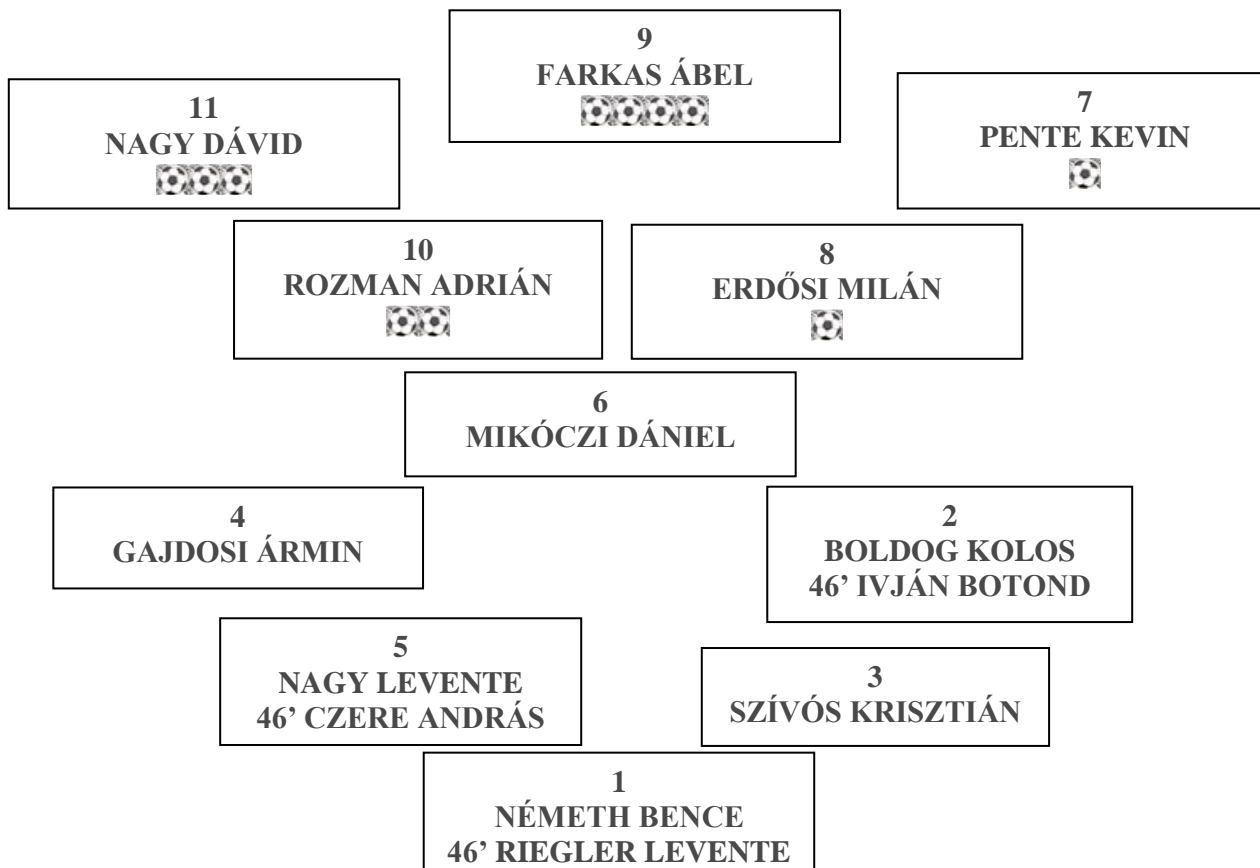 9
FARKAS ÁBEL
11
NAGY DÁVID
7
PENTE KEVIN
10
ROZMAN ADRIÁN
8
ERDŐSI MILÁN
6
MIKÓCZI DÁNIEL
4
GAJDOSI ÁRMIN
2
BOLDOG KOLOS
46’ IVJÁN BOTOND
5
NAGY LEVENTE
46’ CZERE ANDRÁS
3
SZÍVÓS KRISZTIÁN
1
NÉMETH BENCE
46’ RIEGLER LEVENTE